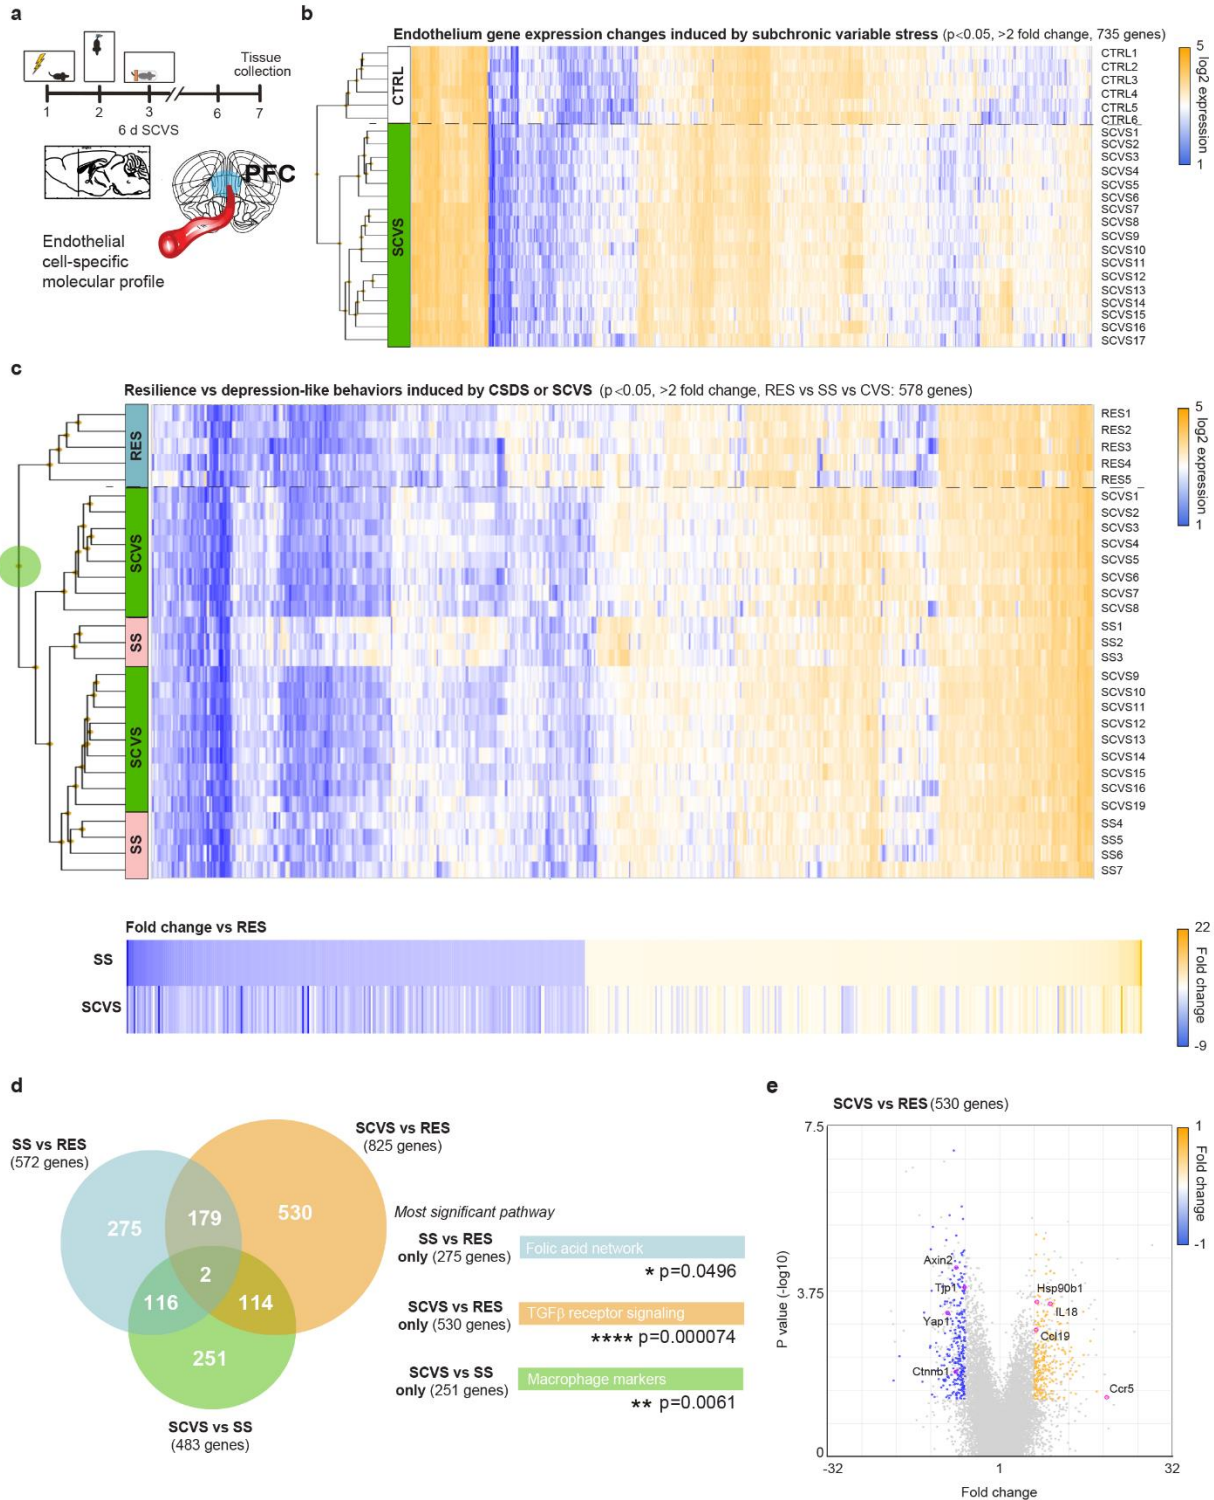 a
Tissue
collection
1
2
3
6
7
6 d SCVS
PFC
Endothelial
cell-specific
molecular profile
b
Endothelium gene expression changes induced by subchronic variable stress (p<0.05, >2 fold change, 735 genes)
CTRL
SCVS
CTRL1
CTRL2
CTRL3
CTRL4
CTRL5
CTRL6
SCVS1
SCVS2
SCVS3
SCVS4
SCVS5
SCVS6
SCVS7
SCVS8
SCVS9
SCVS10
SCVS11
SCVS12
SCVS13
SCVS14
SCVS15
SCVS16
SCVS17
5
log2 expression
1
c
Resilience vs depression-like behaviors induced by CSDS or SCVS (p<0.05, >2 fold change, RES vs SS vs CVS: 578 genes)
RES
SCVS
SS
SCVS
SS
RES1
RES2
RES3
RES4
RES5
SCVS1
SCVS2
SCVS3
SCVS4
SCVS5
SCVS6
SCVS7
SCVS8
SS1
SS2
SS3
SCVS9
SCVS10
SCVS11
SCVS12
SCVS13
SCVS14
SCVS15
SCVS16
SCVS19
SS4
SS5
SS6
SS7
5
log2 expression
1
Fold change vs RES
SS
SCVS
22
Fold change
-9
d
SS vs RES
(572 genes)
SCVS vs RES
(825 genes)
275
179
530
2
116
114
251
SCVS vs SS
(483 genes)
Most significant pathway
SS vs RES
only (275 genes)
Folic acid network
* p=0.0496
SCVS vs RES
only (530 genes)
TGFβ receptor signaling
**** p=0.000074
SCVS vs SS
only (251 genes)
Macrophage markers
** p=0.0061
e
SCVS vs RES (530 genes)
7.5
3.75
0
P value (-log10)
Axin2
Tjp1
Yap1
Ctnnb1
Hsp90b1
IL18
Ccl19
Ccr5
-32
1
32
Fold change
1
Fold change
-1